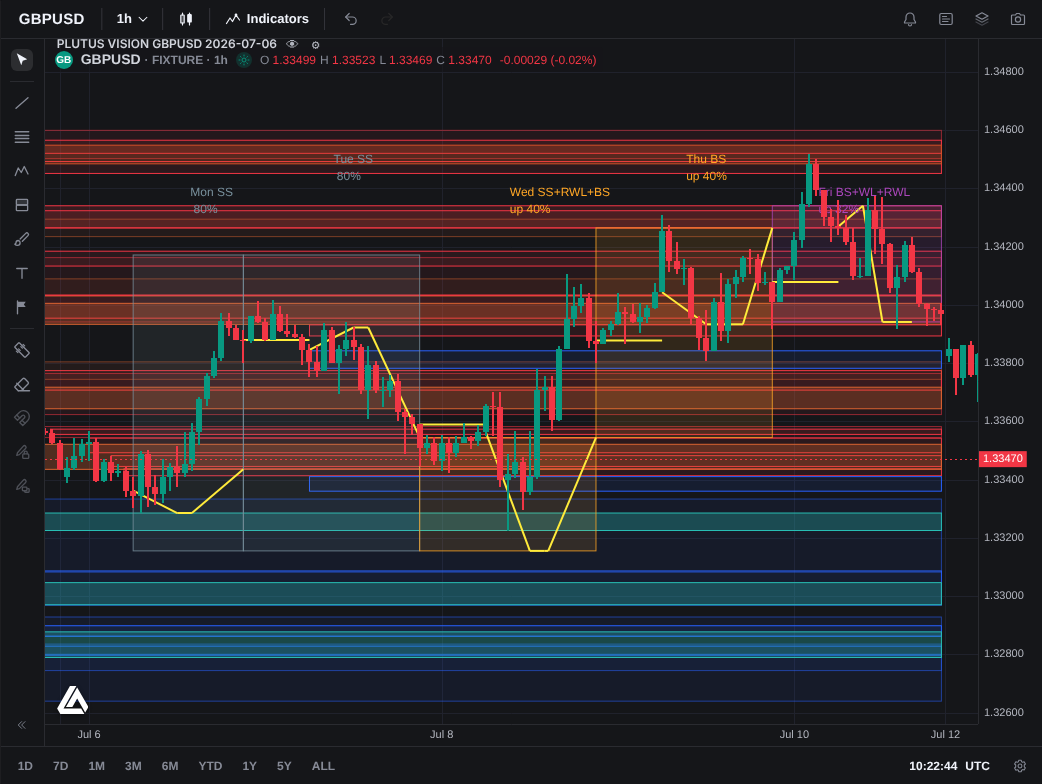 GBPUSD 1h Indicators
PLUTUS VISION GBPUSD 2026-07-06
GB GBPUSD · FIXTURE · 1h O 1.33499 H 1.33523 L 1.33469 C 1.33470 -0.00029 (-0.02%)
1.34800
1.34600
Tue SS
80%
Thu BS
up 40%
Mon SS
80%
Wed SS+RWL+BS
up 40%
Fri BS+WL+RWL
1.34400
1.34200
1.34000
1.33800
1.33600
1.33470
1.33400
1.33200
1.33000
1.32800
1.32600
Jul 6 Jul 8 Jul 10 Jul 12
1D 7D 1M 3M 6M YTD 1Y 5Y ALL 10:22:44 UTC